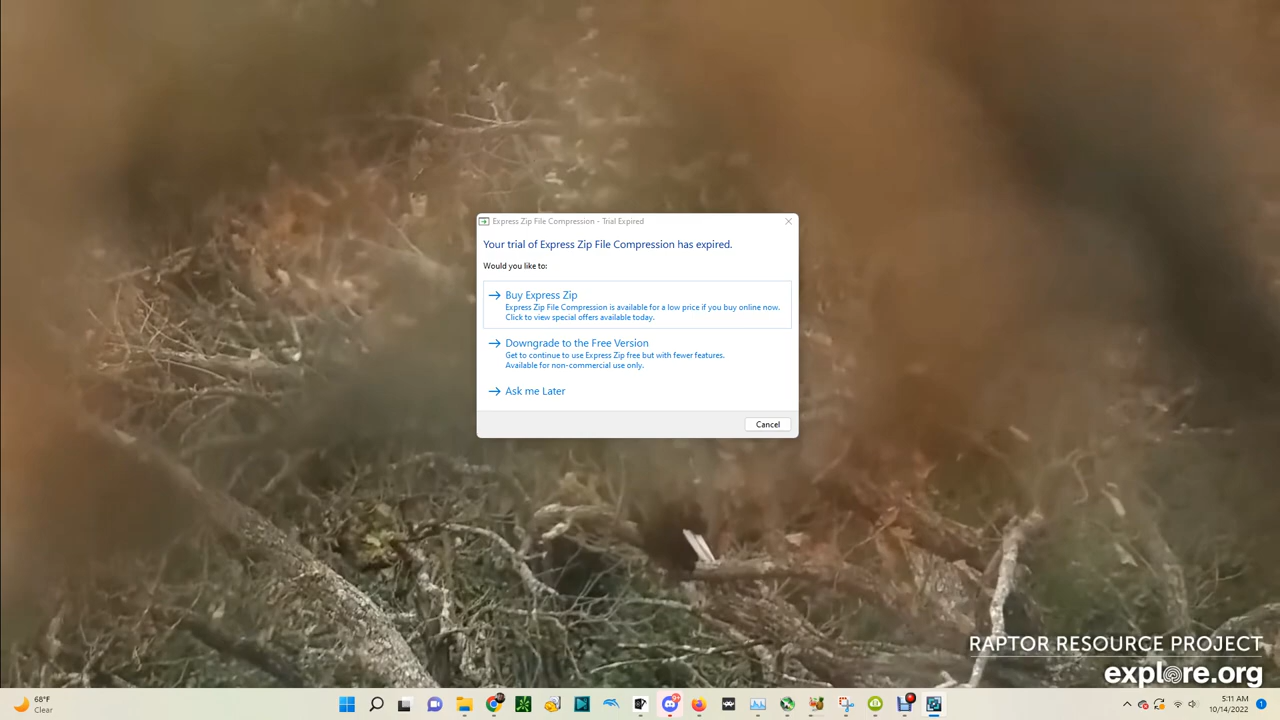 Express Zip File Compression - Trial Expired
Your trial of Express Zip File Compression has expired.
Would you like to:
Buy Express Zip
Express Zip File Compression is available for a low price if you buy online now.
Click to view special offers available today.
Downgrade to the Free Version
Get to continue to use Express Zip free but with fewer features.
Available for non-commercial use only.
Ask me Later
Cancel
RAPTOR RESOURCE PROJECT
explore.org
68°F
Clear
9+
5:11 AM
10/14/2022
1